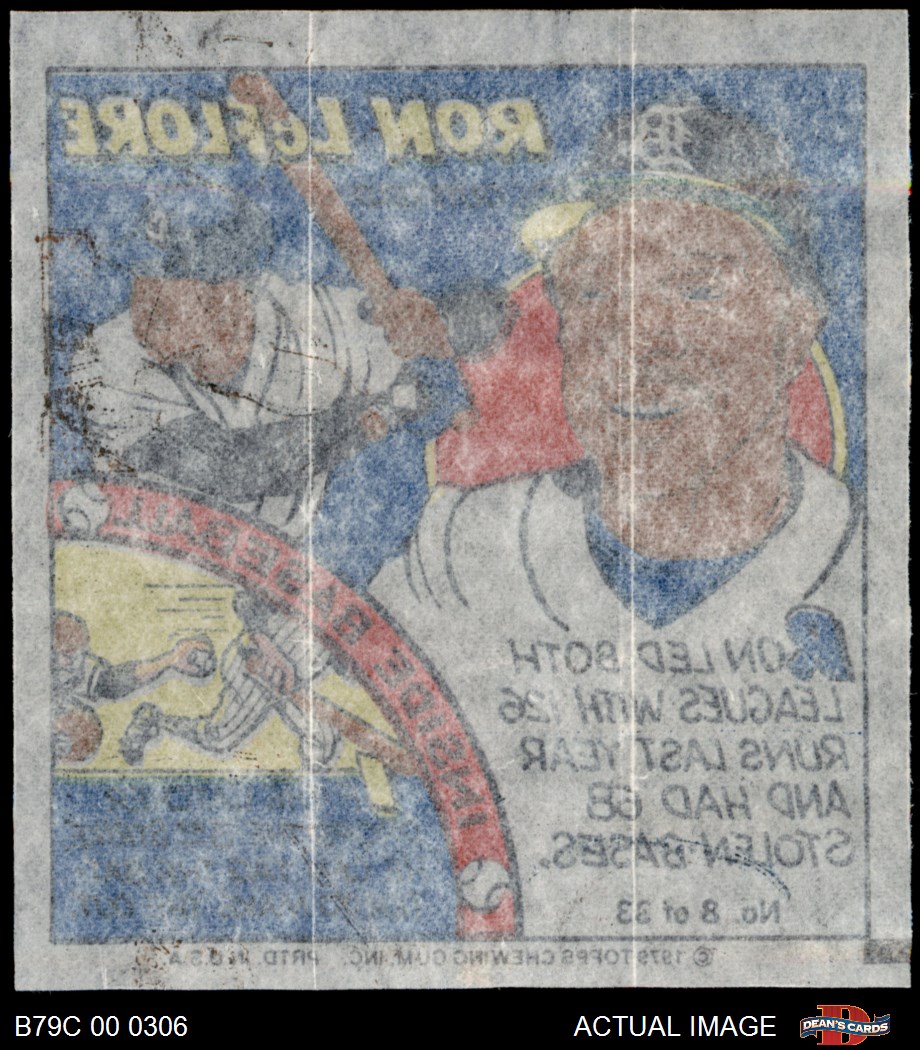 RON LeFLORE
D
INSIDE BASEBALL
RON LED BOTH
LEAGUES WITH 126
RUNS LAST YEAR
AND HAD 68
STOLEN BASES.
No. 8 of 33
© 1979 TOPPS CHEWING GUM, INC. PRTD. IN U.S.A.
B79C 00 0306
ACTUAL IMAGE
DEAN'S CARDS